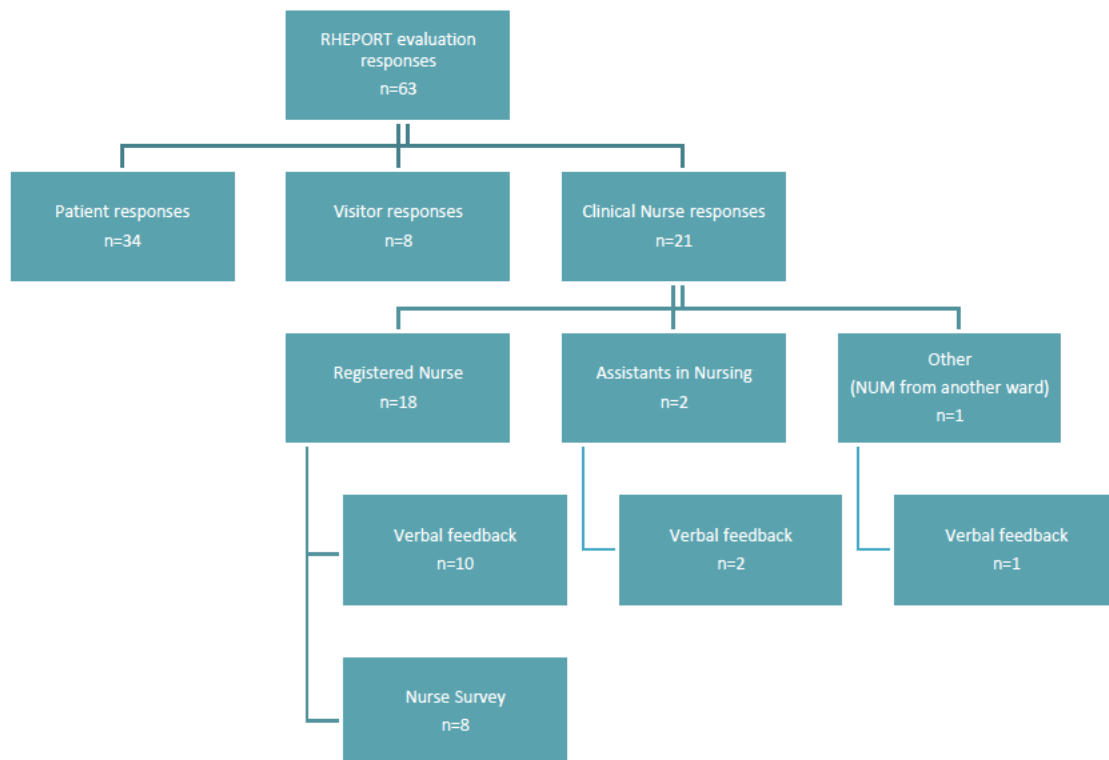 RHEPORT evaluation
responses
n=63
Patient responses
n=34
Visitor responses
n=8
Clinical Nurse responses
n=21
Registered Nurse
n=18
Assistants in Nursing
n=2
Other
(NUM from another ward)
n=1
Verbal feedback
n=10
Verbal feedback
n=2
Verbal feedback
n=1
Nurse Survey
n=8